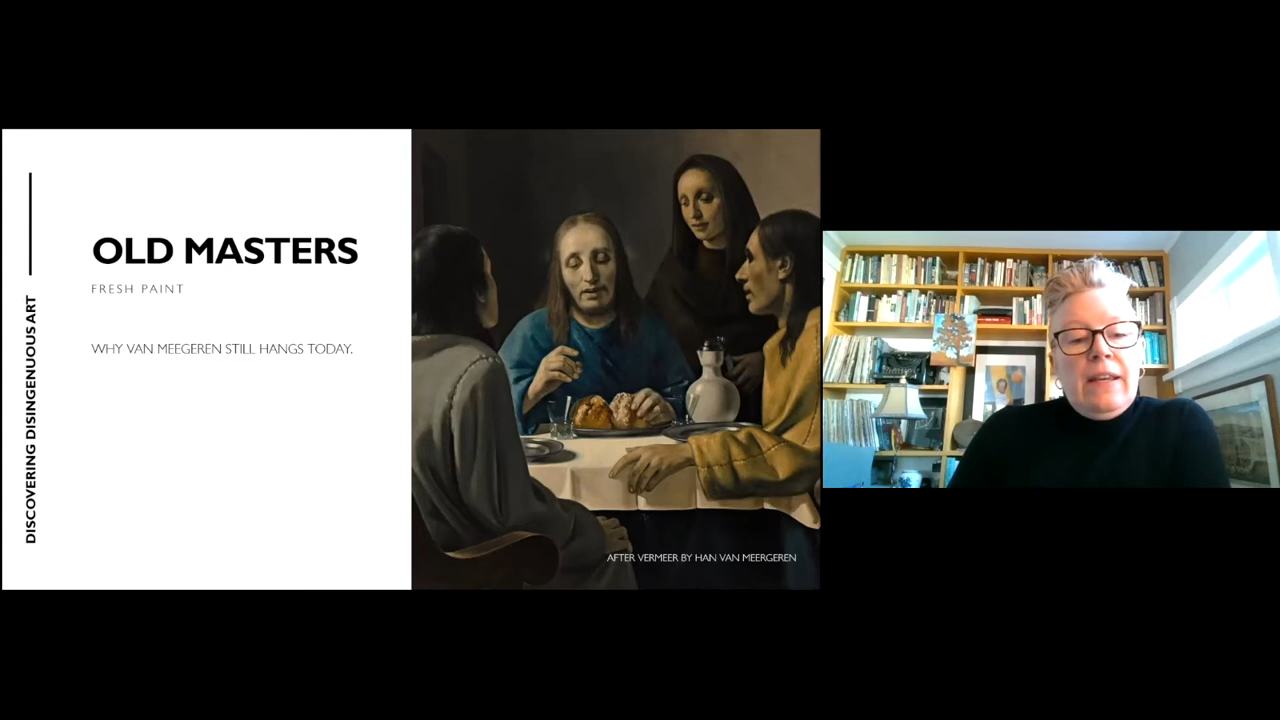 DISCOVERING DISINGENUOUS ART
OLD MASTERS
FRESH PAINT
WHY VAN MEEGEREN STILL HANGS TODAY.
AFTER VERMEER BY HAN VAN MEERGEREN